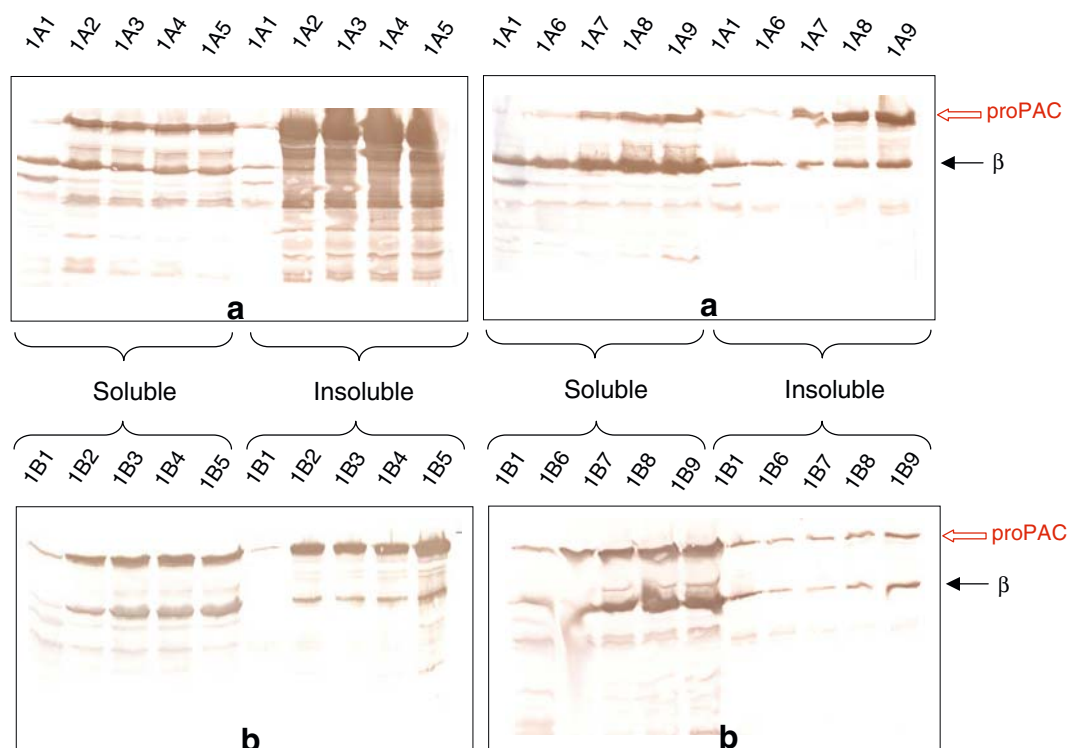 1A1 1A2 1A3 1A4 1A5 1A1 1A2 1A3 1A4 1A5
1A1 1A6 1A7 1A8 1A9 1A1 1A6 1A7 1A8 1A9
proPAC
β
a
a
Soluble
Insoluble
Soluble
Insoluble
1B1 1B2 1B3 1B4 1B5 1B1 1B2 1B3 1B4 1B5
1B1 1B6 1B7 1B8 1B9 1B1 1B6 1B7 1B8 1B9
proPAC
β
b
b